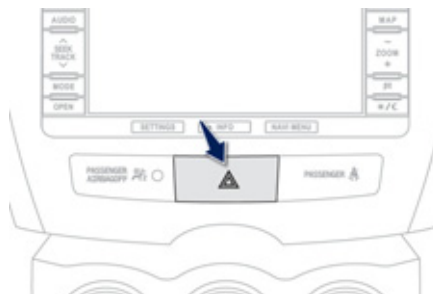 AUDIO
SEEK
TRACK
MODE
OPEN
MAP
ZOOM
SETTINGS
INFO
NAVI MENU
PASSENGER
AIRBAG OFF
PASSENGER